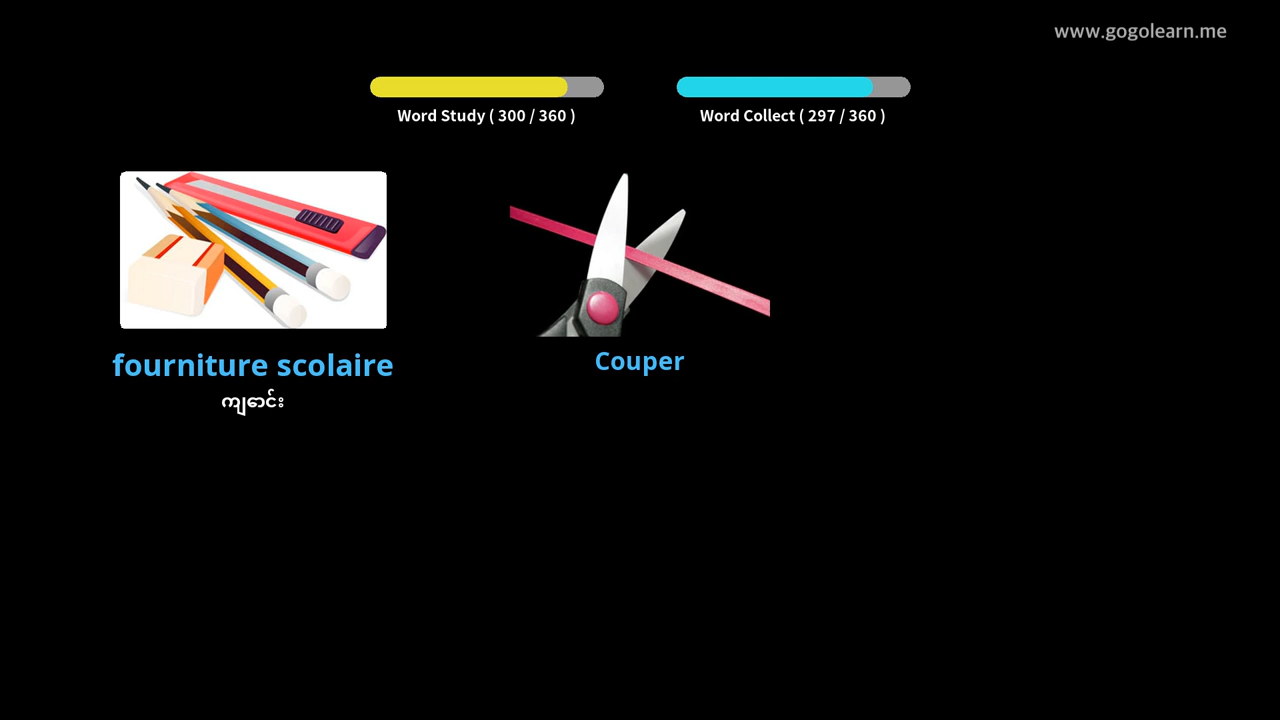 www.gogolearn.me
Word Study ( 300 / 360 )
Word Collect ( 297 / 360 )
fourniture scolaire
ကျောင်း
Couper